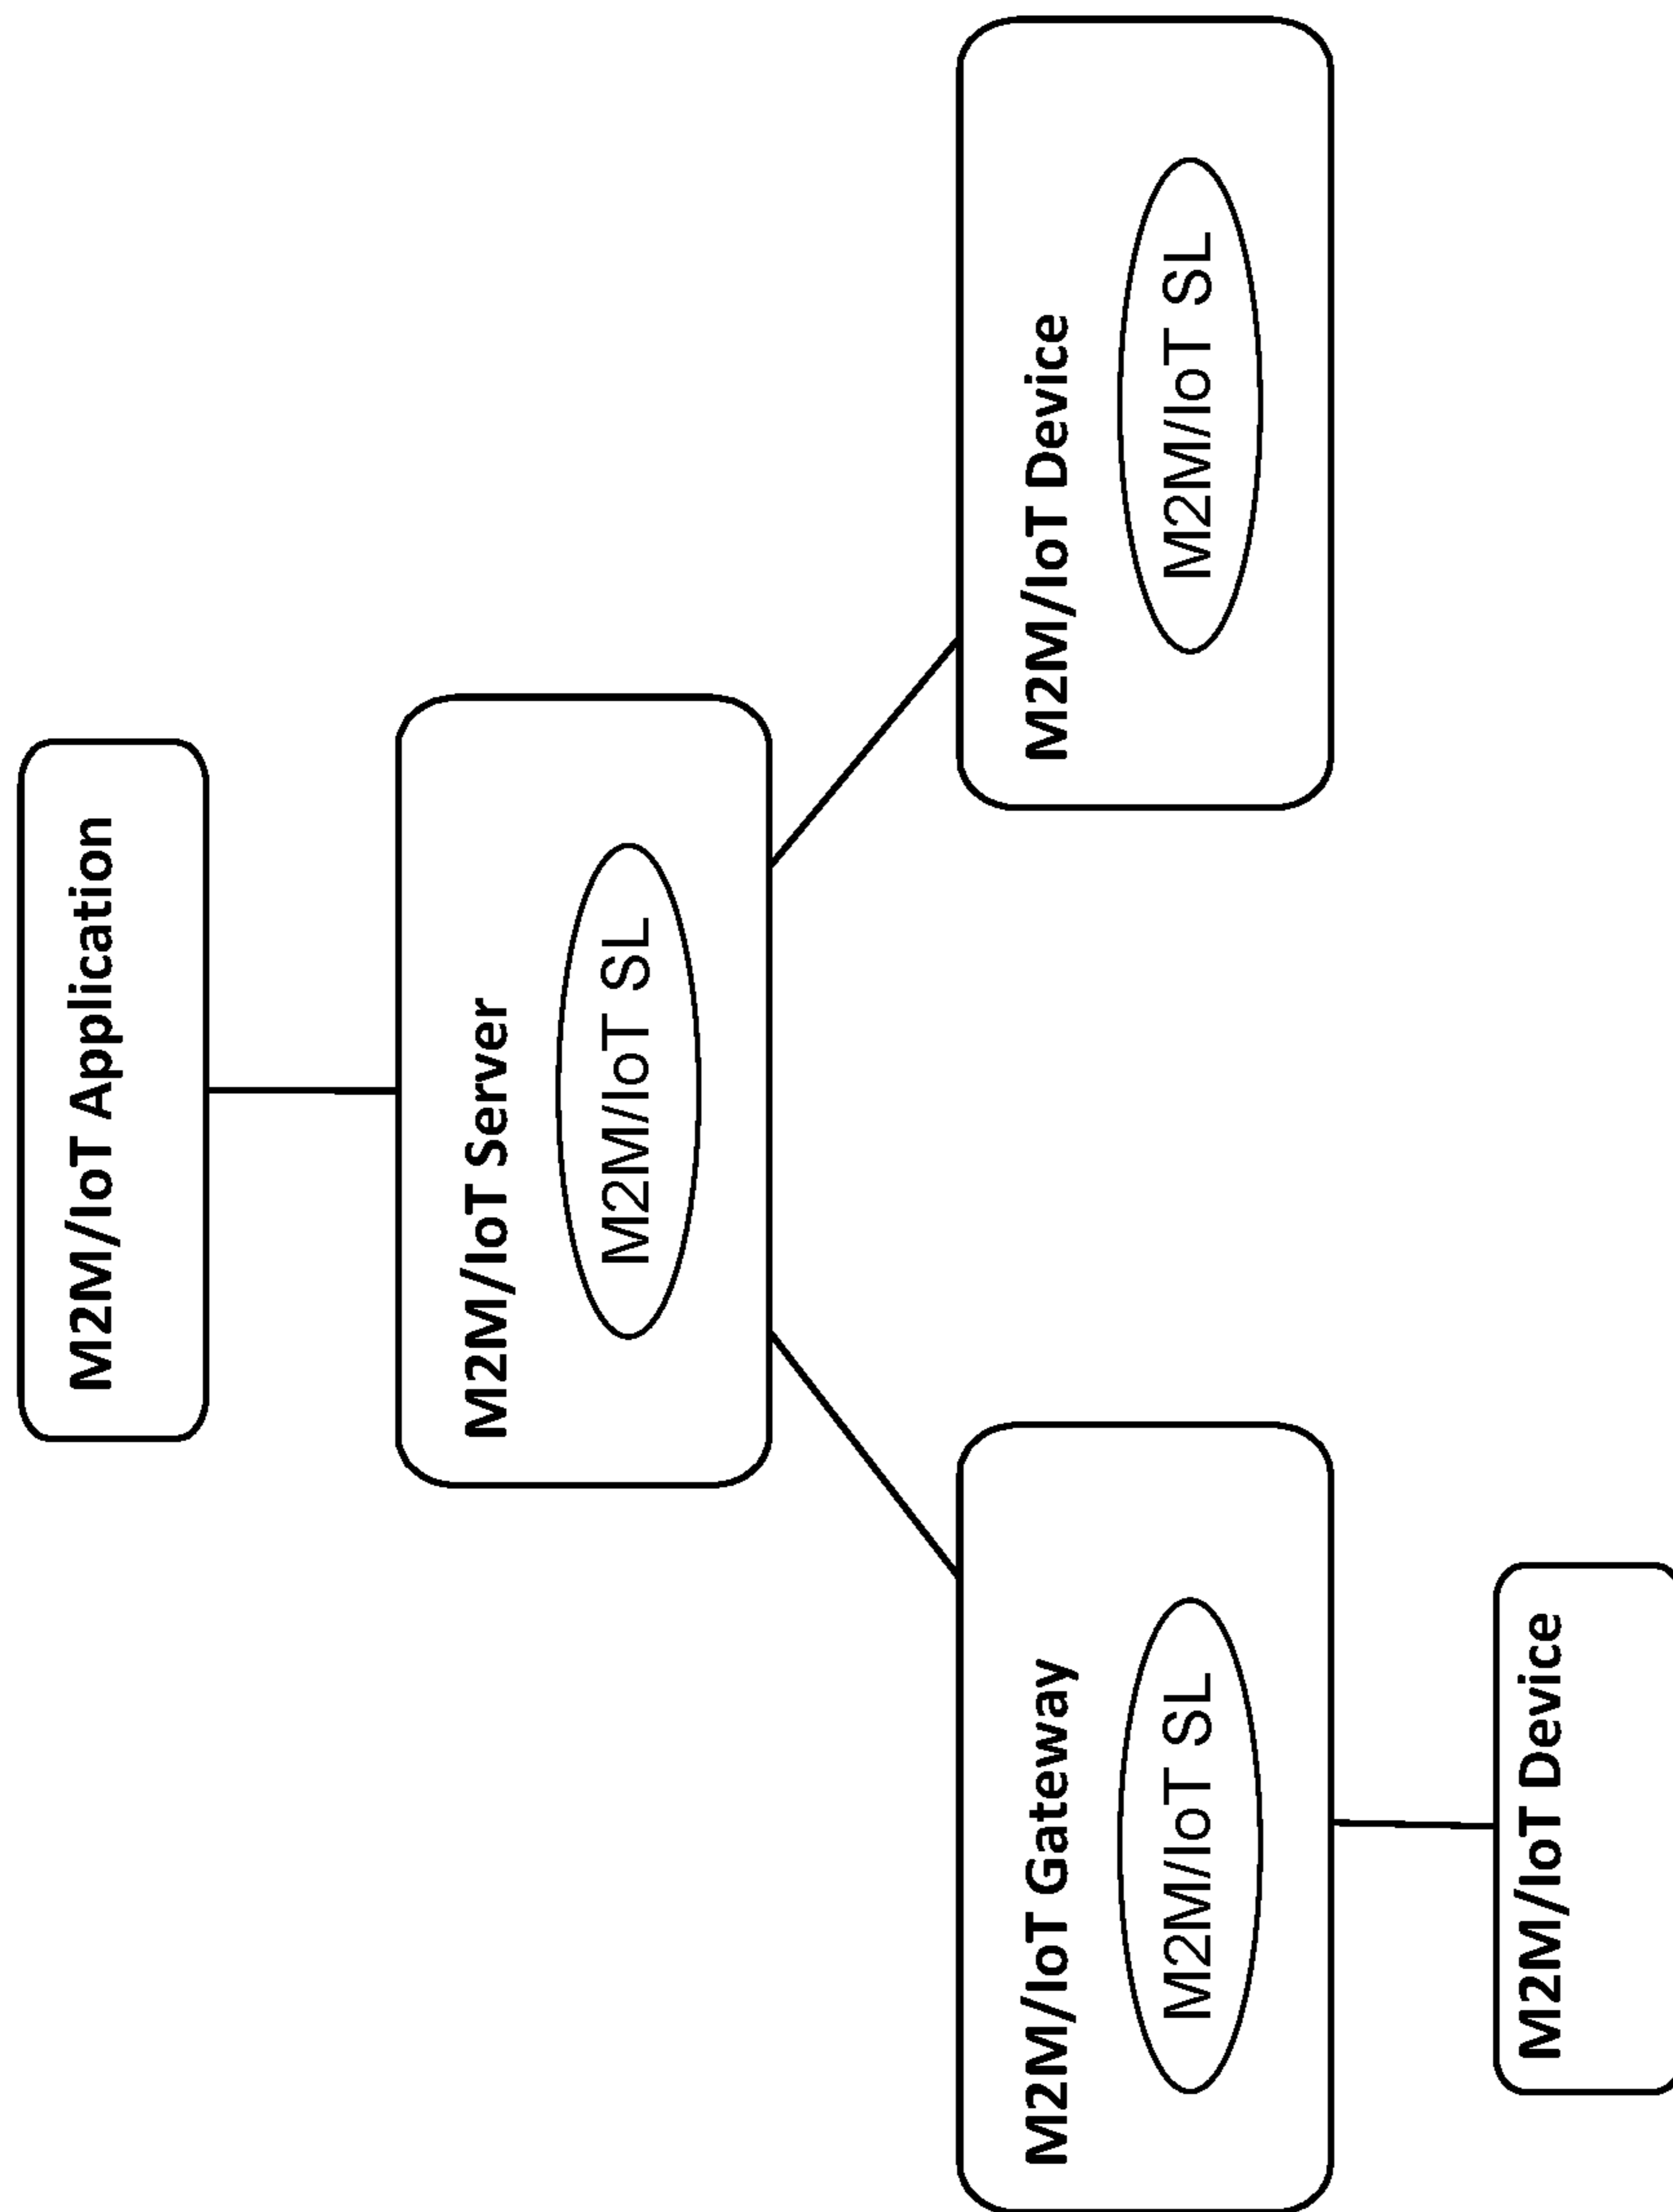 M2M/IoT Application
M2M/IoT Server
M2M/IoT SL
M2M/IoT Gateway
M2M/IoT SL
M2M/IoT Device
M2M/IoT SL
M2M/IoT Device